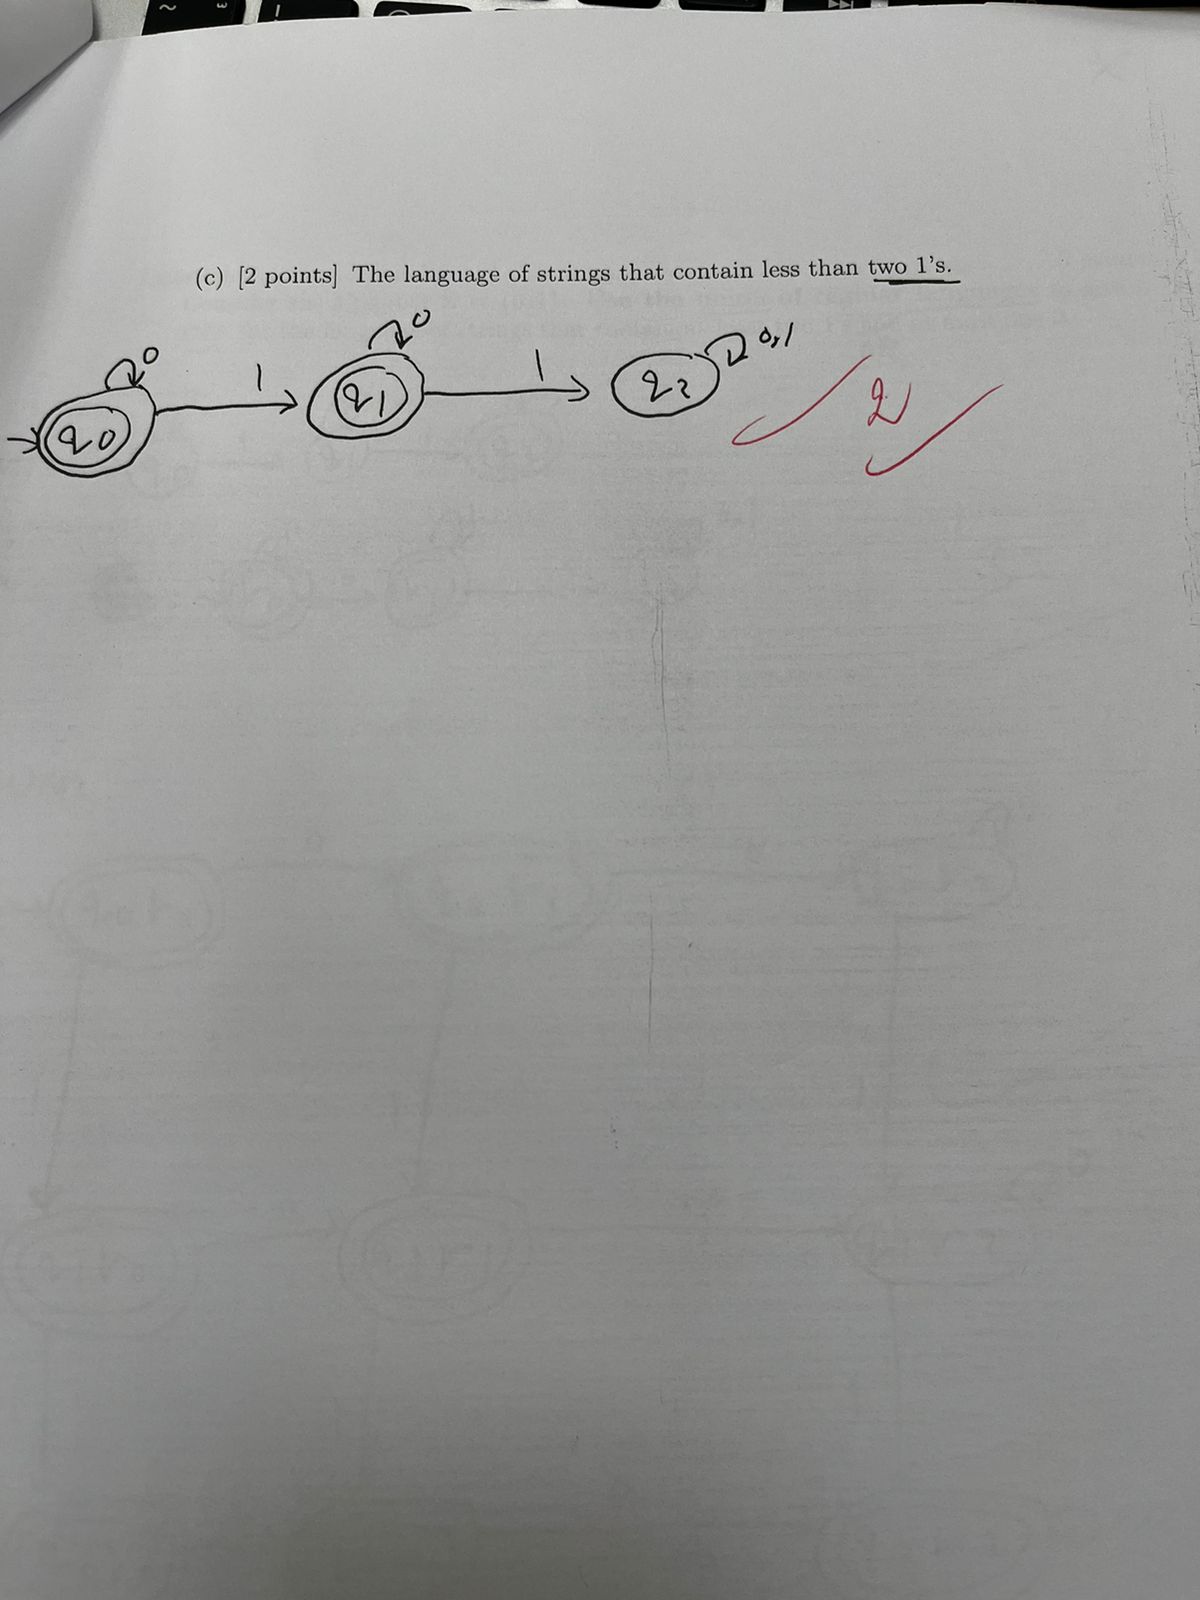 (c) [2 points] The language of strings that contain less than two 1's.
0 0 0,1
1 1
q0 q1 q2
2